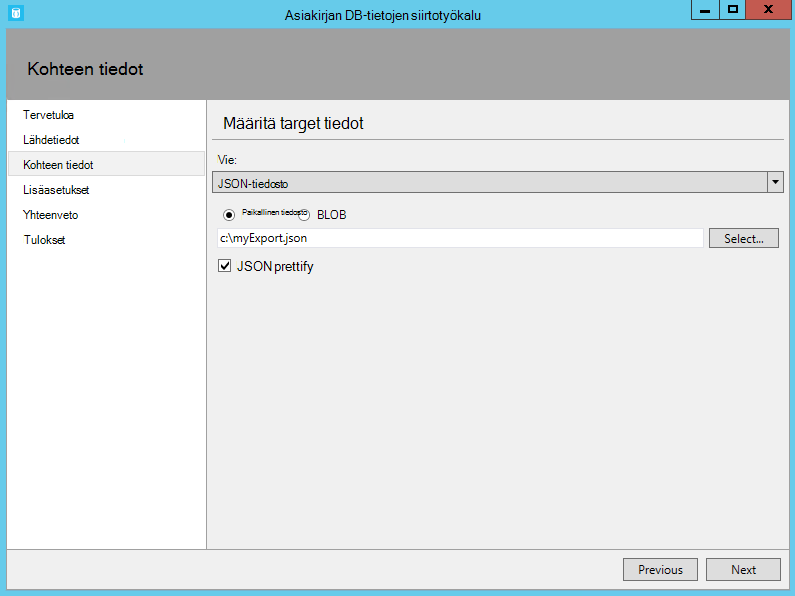 Asiakirjan DB-tietojen siirtotyökalu
Kohteen tiedot
Tervetuloa
Lähdetiedot
Kohteen tiedot
Lisäasetukset
Yhteenveto
Tulokset
Määritä target tiedot
Vie:
JSON-tiedosto
Paikallinen tiedosto BLOB
c:\myExport.json Select...
JSON prettify
Previous Next